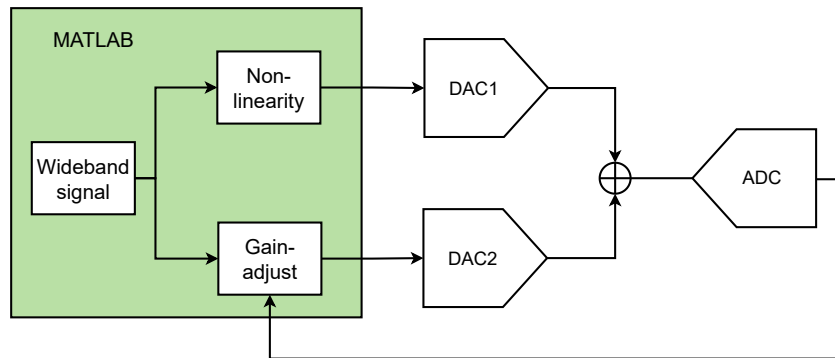 MATLAB
Non-
linearity
DAC1
Wideband
signal
ADC
Gain-
adjust
DAC2